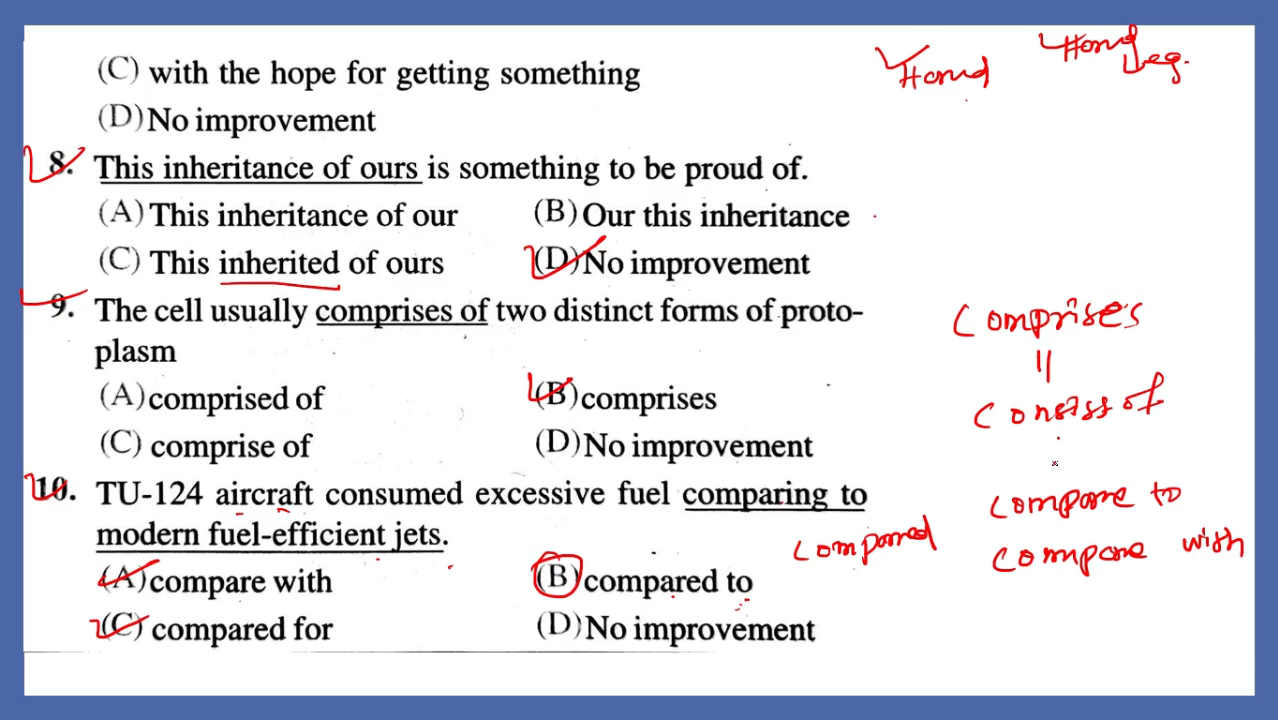 (C) with the hope for getting something
(D) No improvement
Hand
Hand
Leg.
8. This inheritance of ours is something to be proud of.
(A) This inheritance of our (B) Our this inheritance
(C) This inherited of ours (D) No improvement
9. The cell usually comprises of two distinct forms of proto-
plasm
(A) comprised of (B) comprises
(C) comprise of (D) No improvement
Comprises
=
Consist of
10. TU-124 aircraft consumed excessive fuel comparing to
modern fuel-efficient jets.
(A) compare with (B) compared to
(C) compared for (D) No improvement
compared
compare to
compare with